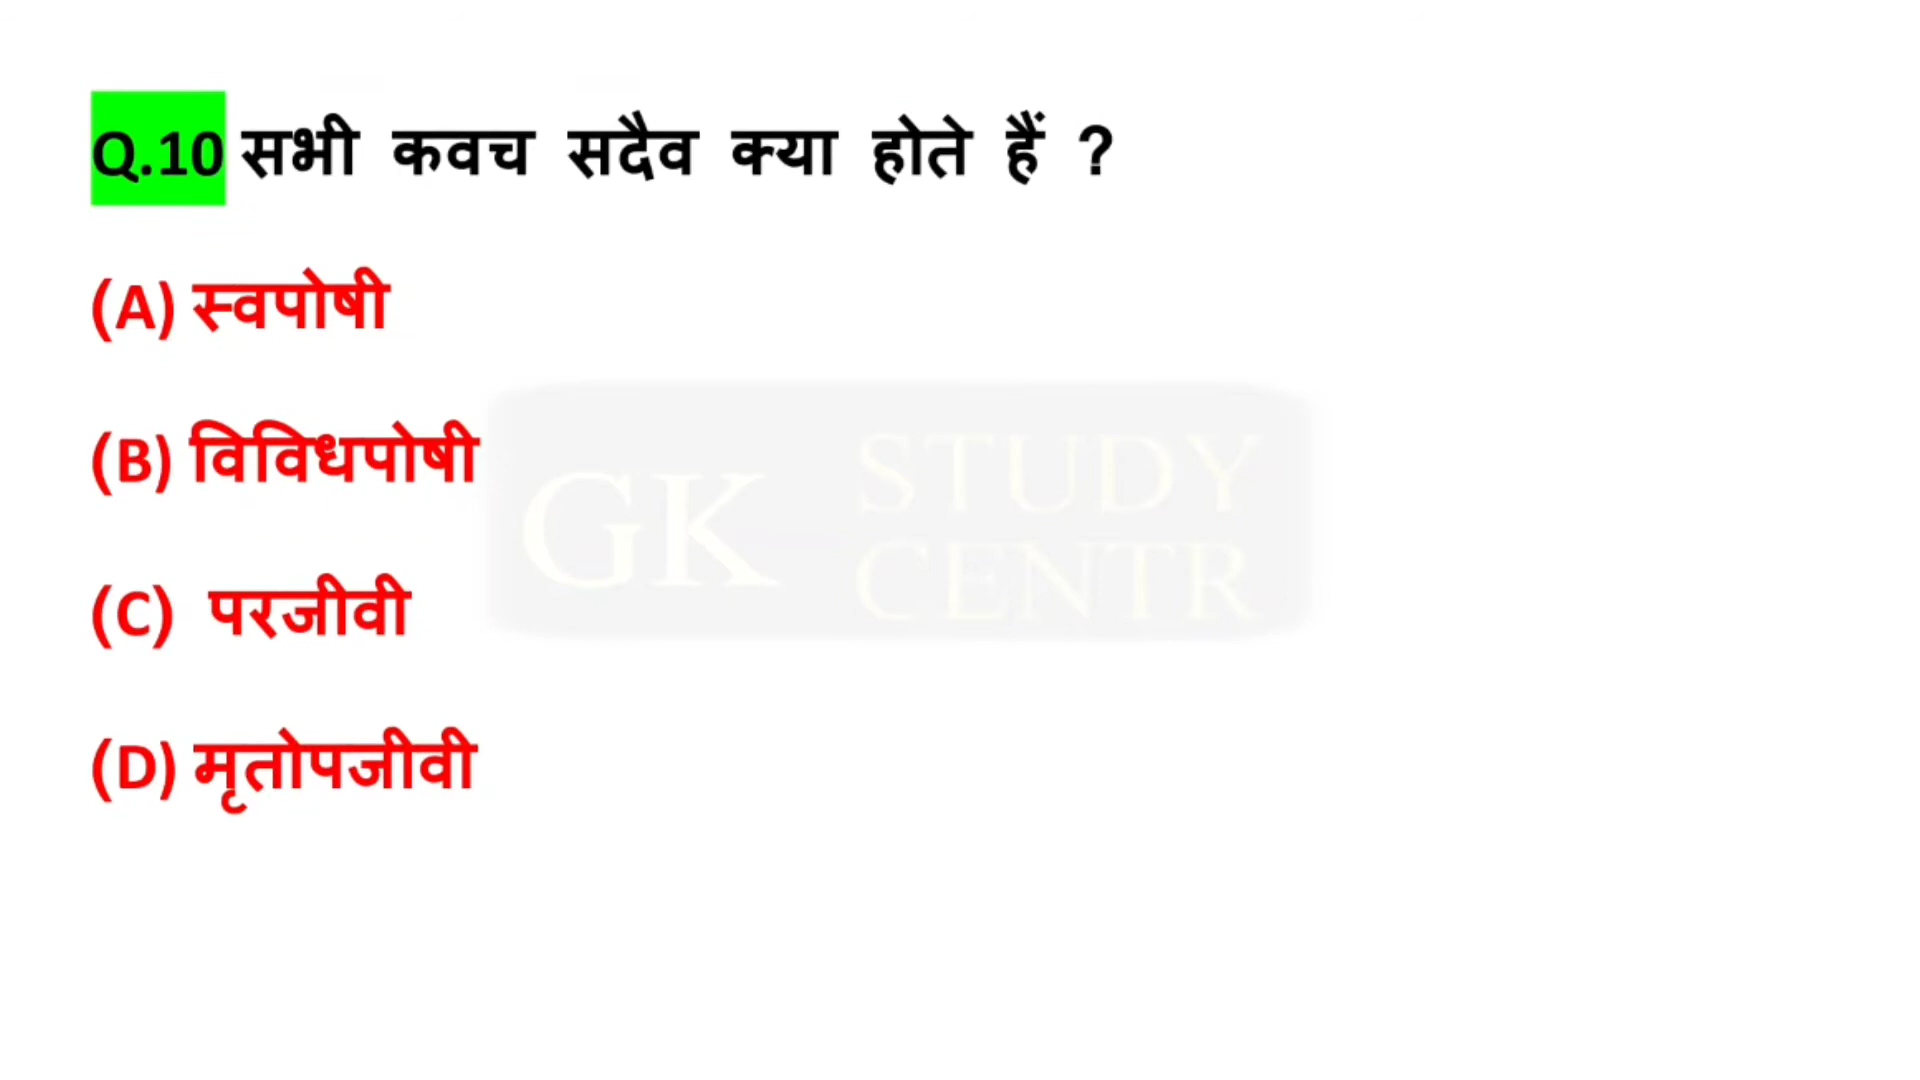 Q.10 सभी कवच सदैव क्या होते हैं ?
(A) स्वपोषी
(B) विविधपोषी
(C) परजीवी
(D) मृतोपजीवी
GK STUDY CENTR